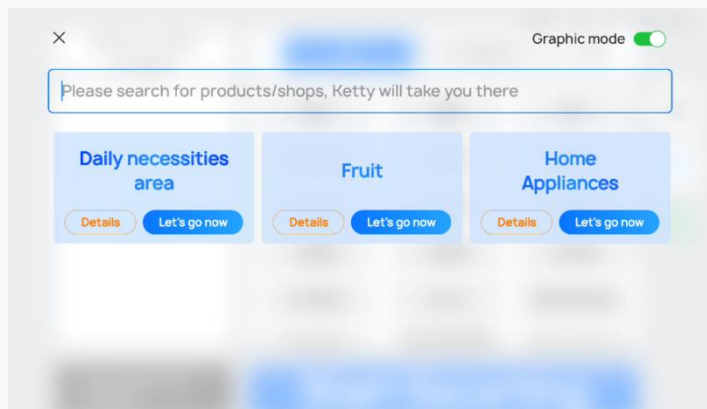 Graphic mode
Please search for products/shops, Ketty will take you there
Daily necessities
area
Details
Let's go now
Fruit
Details
Let's go now
Home
Appliances
Details
Let's go now